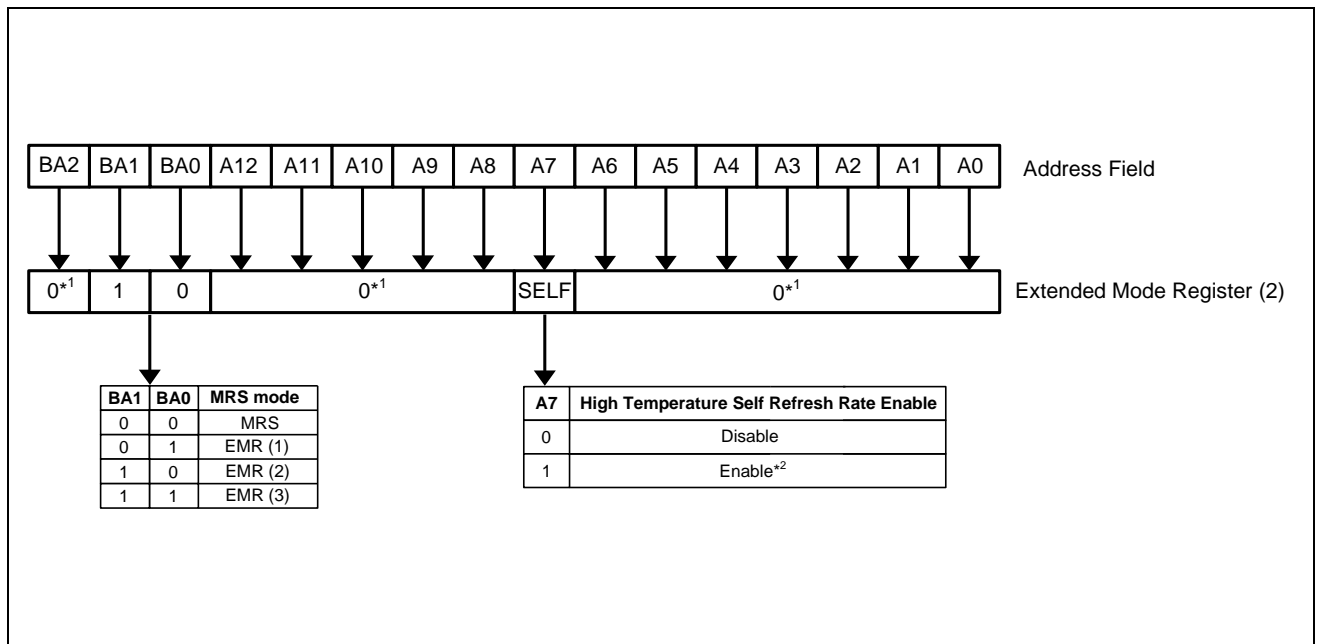 BA2 BA1 BA0 A12 A11 A10 A9 A8 A7 A6 A5 A4 A3 A2 A1 A0 Address Field
0*1 1 0 0*1 SELF 0*1 Extended Mode Register (2)
BA1 BA0 MRS mode
0 0 MRS
0 1 EMR (1)
1 0 EMR (2)
1 1 EMR (3)
A7 High Temperature Self Refresh Rate Enable
0 Disable
1 Enable*2